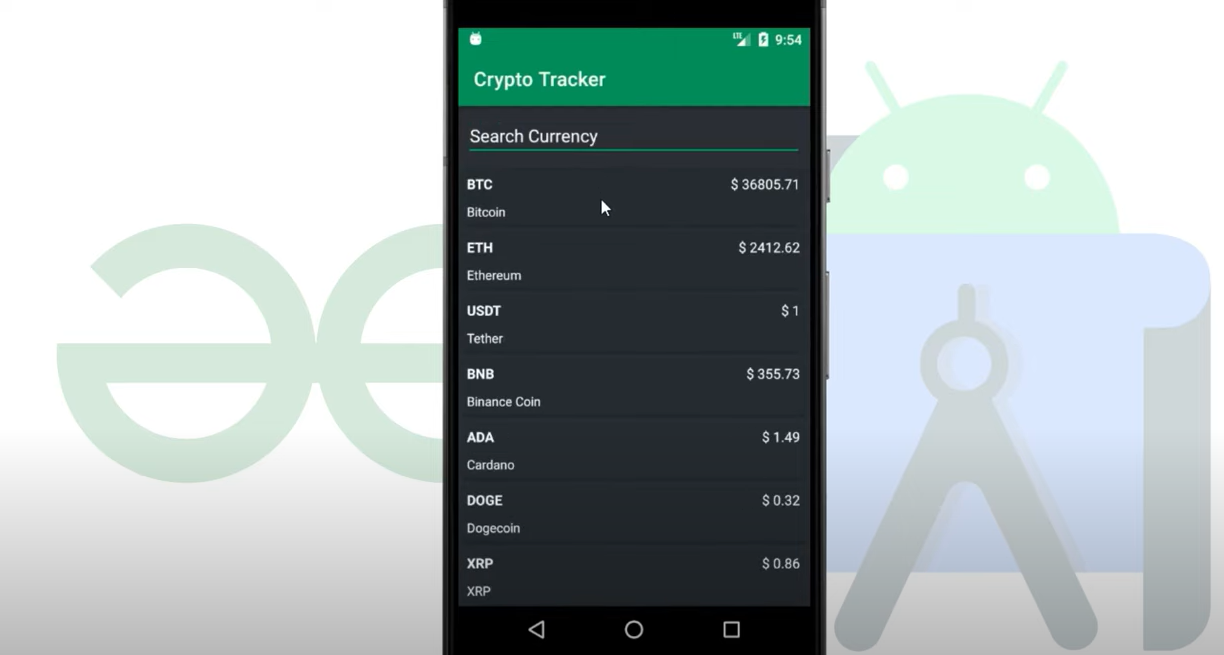 LTE 9:54
Crypto Tracker
Search Currency
BTC $ 36805.71
Bitcoin
ETH $ 2412.62
Ethereum
USDT $ 1
Tether
BNB $ 355.73
Binance Coin
ADA $ 1.49
Cardano
DOGE $ 0.32
Dogecoin
XRP $ 0.86
XRP